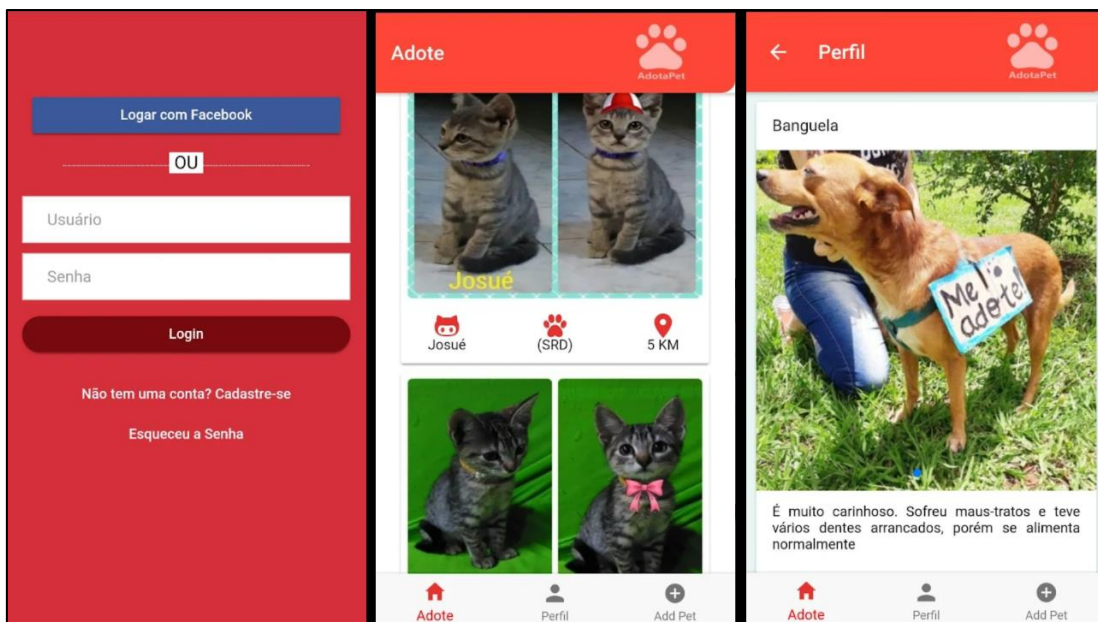 Logar com Facebook
OU
Usuário
Senha
Login
Não tem uma conta? Cadastre-se
Esqueceu a Senha
Adote
AdotaPet
Josué
Josué
(SRD)
5 KM
Adote
Perfil
Add Pet
Perfil
AdotaPet
Banguela
Me
adote!
É muito carinhoso. Sofreu maus-tratos e teve
vários dentes arrancados, porém se alimenta
normalmente
Adote
Perfil
Add Pet